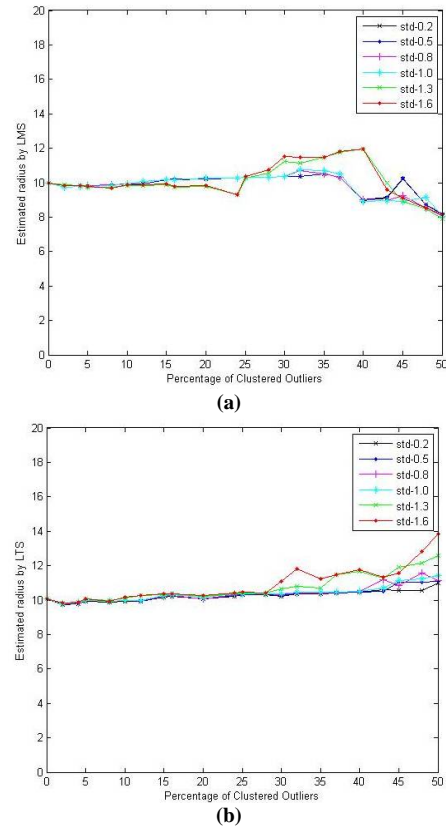 20
18
16
14
12
10
8
6
4
2
0
Estimated radius by LMS
std-0.2
std-0.5
std-0.8
std-1.0
std-1.3
std-1.6
0 5 10 15 20 25 30 35 40 45 50
Percentage of Clustered Outliers
(a)
20
18
16
14
12
10
8
6
4
2
0
Estimated radius by LTS
std-0.2
std-0.5
std-0.8
std-1.0
std-1.3
std-1.6
0 5 10 15 20 25 30 35 40 45 50
Percentage of Clustered Outliers
(b)